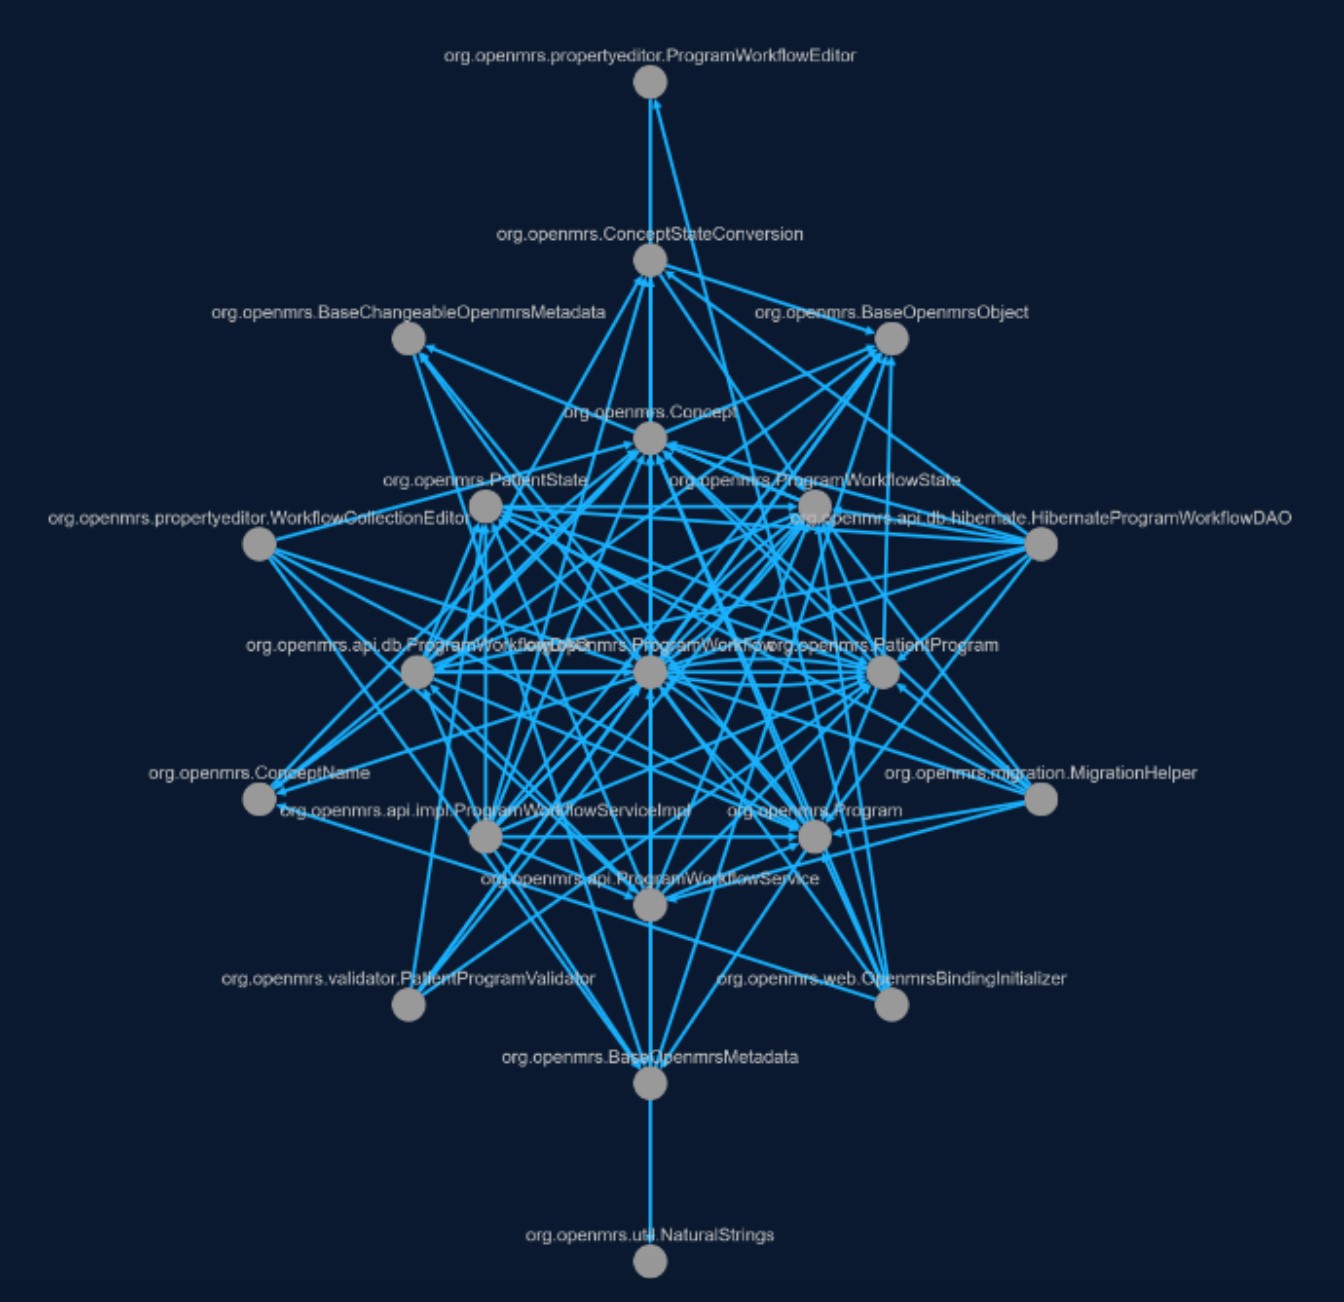 org.openmrs.propertyeditor.ProgramWorkflowEditor
org.openmrs.ConceptStateConversion
org.openmrs.BaseChangeableOpenmrsMetadata
org.openmrs.BaseOpenmrsObject
org.openmrs.Concept
org.openmrs.PatientState
org.openmrs.ProgramWorkflowState
org.openmrs.propertyeditor.WorkflowCollectionEditor
org.openmrs.api.db.hibernate.HibernateProgramWorkflowDAO
org.openmrs.api.db.ProgramWorkflowDAO
org.openmrs.ProgramWorkflow
org.openmrs.PatientProgram
org.openmrs.ConceptName
org.openmrs.migration.MigrationHelper
org.openmrs.api.impl.ProgramWorkflowServiceImpl
org.openmrs.Program
org.openmrs.api.ProgramWorkflowService
org.openmrs.validator.PatientProgramValidator
org.openmrs.web.OpenmrsBindingInitializer
org.openmrs.BaseOpenmrsMetadata
org.openmrs.util.NaturalStrings